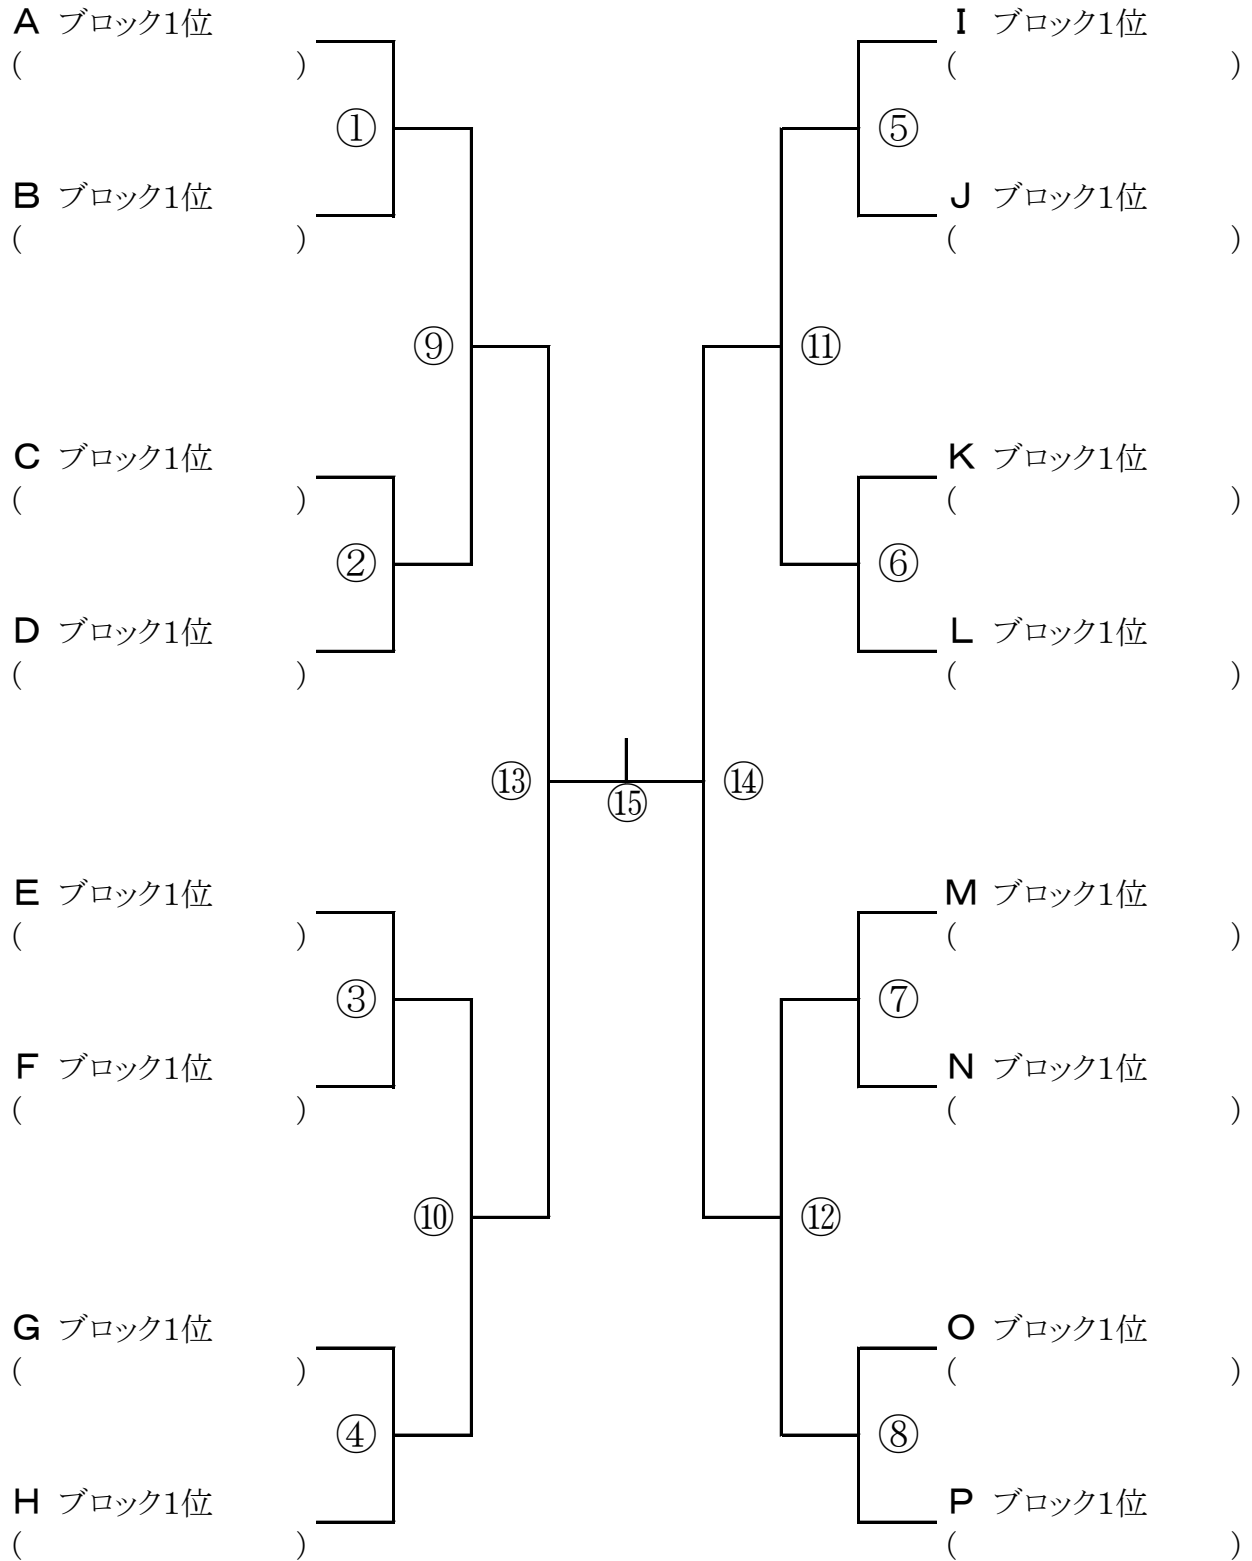 A ブロック1位
(　　　　　)
①
B ブロック1位
(　　　　　)
⑨
C ブロック1位
(　　　　　)
②
D ブロック1位
(　　　　　)
⑬
E ブロック1位
(　　　　　)
③
F ブロック1位
(　　　　　)
⑩
G ブロック1位
(　　　　　)
④
H ブロック1位
(　　　　　)
⑮
I ブロック1位
(　　　　　)
⑤
J ブロック1位
(　　　　　)
⑪
K ブロック1位
(　　　　　)
⑥
L ブロック1位
(　　　　　)
⑭
M ブロック1位
(　　　　　)
⑦
N ブロック1位
(　　　　　)
⑫
O ブロック1位
(　　　　　)
⑧
P ブロック1位
(　　　　　)